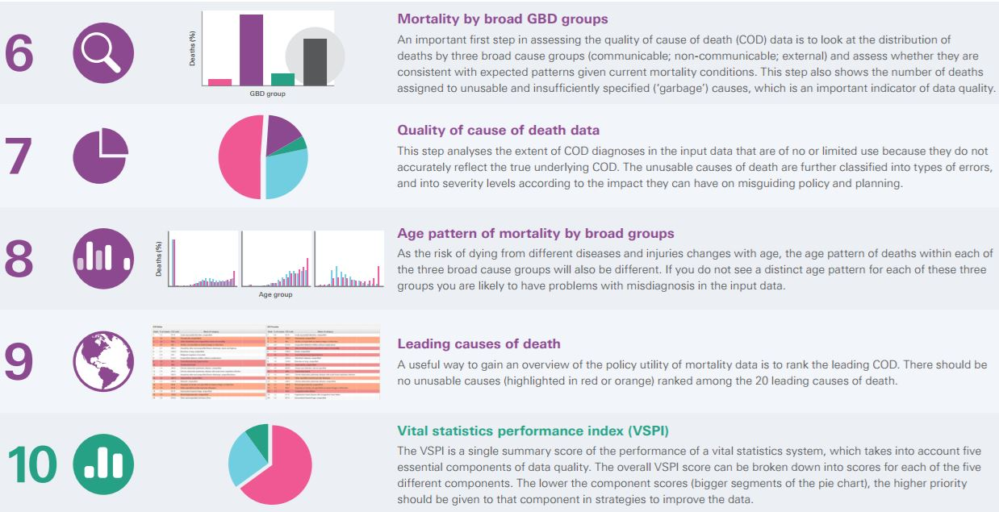 6
Deaths (%)
GBD group
Mortality by broad GBD groups
An important first step in assessing the quality of cause of death (COD) data is to look at the distribution of
deaths by three broad cause groups (communicable; non-communicable; external) and assess whether they are
consistent with expected patterns given current mortality conditions. This step also shows the number of deaths
assigned to unusable and insufficiently specified (‘garbage’) causes, which is an important indicator of data quality.
7
Quality of cause of death data
This step analyses the extent of COD diagnoses in the input data that are of no or limited use because they do not
accurately reflect the true underlying COD. The unusable causes of death are further classified into types of errors,
and into severity levels according to the impact they can have on misguiding policy and planning.
8
Deaths (%)
Age group
Age pattern of mortality by broad groups
As the risk of dying from different diseases and injuries changes with age, the age pattern of deaths within each of
the three broad cause groups will also be different. If you do not see a distinct age pattern for each of these three
groups you are likely to have problems with misdiagnosis in the input data.
9
Leading causes of death
A useful way to gain an overview of the policy utility of mortality data is to rank the leading COD. There should be
no unusable causes (highlighted in red or orange) ranked among the 20 leading causes of death.
10
Vital statistics performance index (VSPI)
The VSPI is a single summary score of the performance of a vital statistics system, which takes into account five
essential components of data quality. The overall VSPI score can be broken down into scores for each of the five
different components. The lower the component scores (bigger segments of the pie chart), the higher priority
should be given to that component in strategies to improve the data.